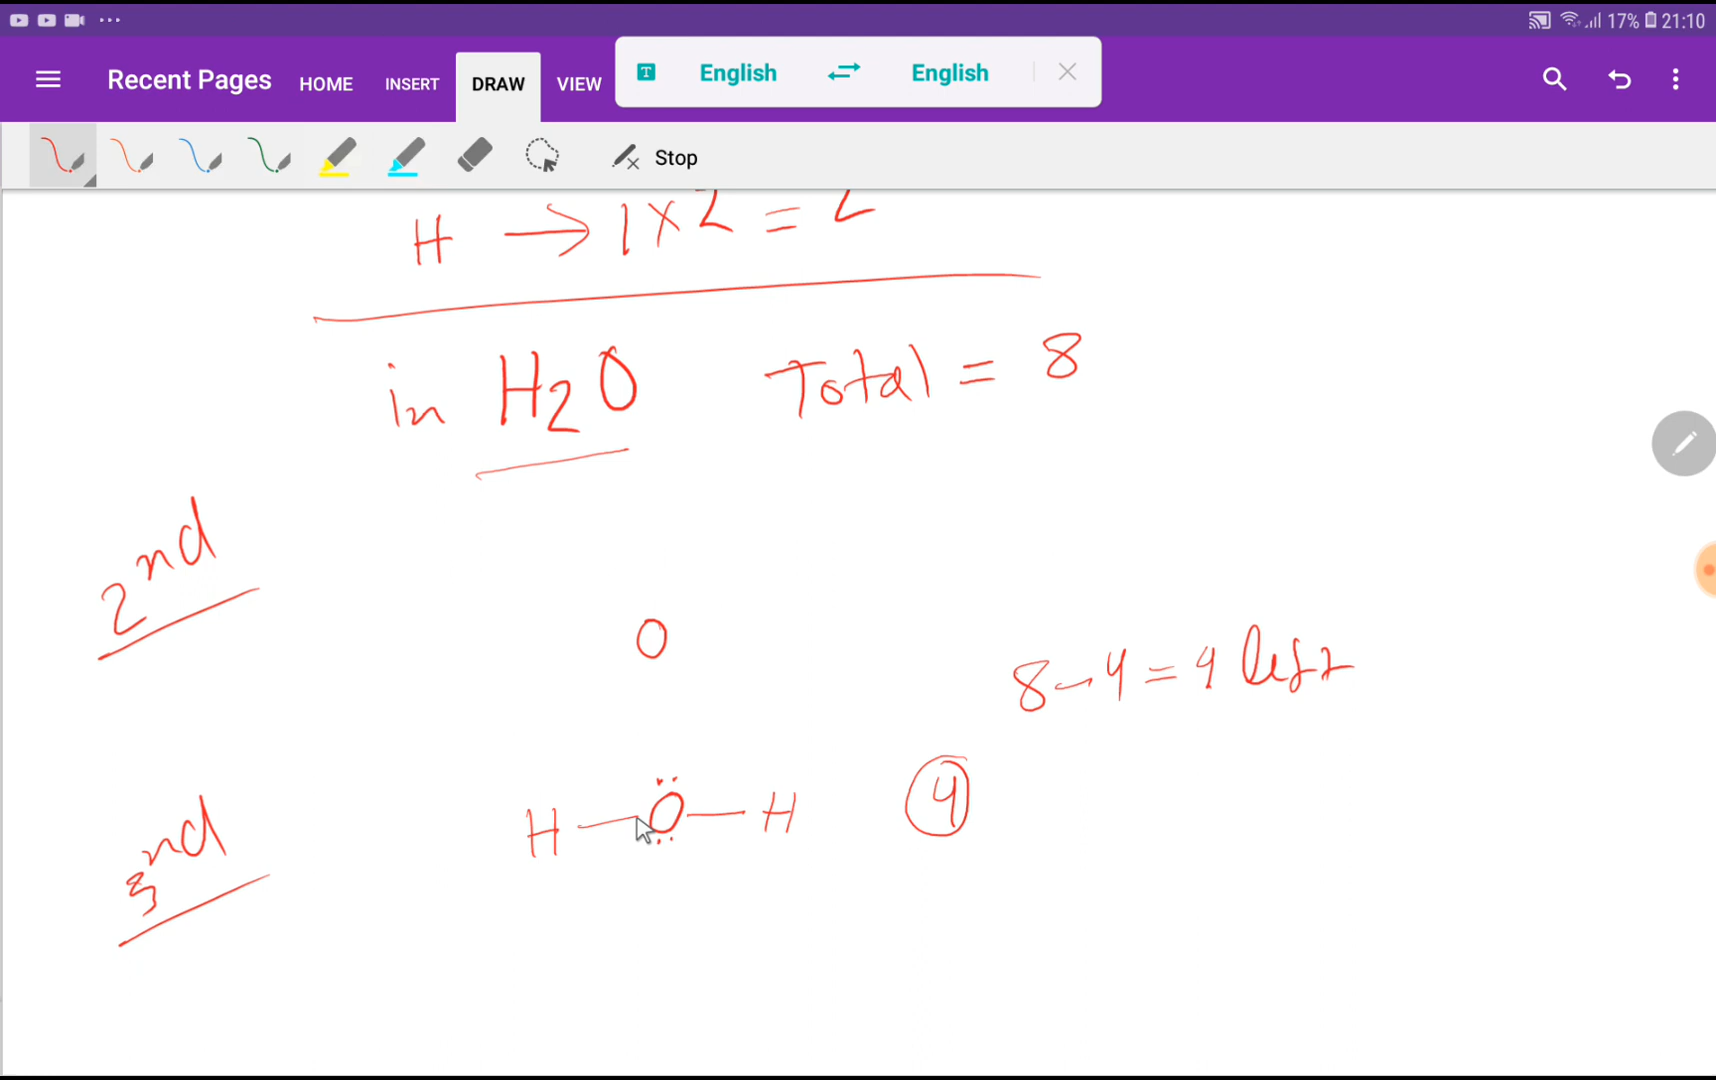 17% 21:10
Recent Pages HOME INSERT DRAW VIEW
T English English
Stop
H → 1 × 2 = 2
in H2O Total = 8
2nd
O
8 - 4 = 4 left
H — O — H 4
3nd